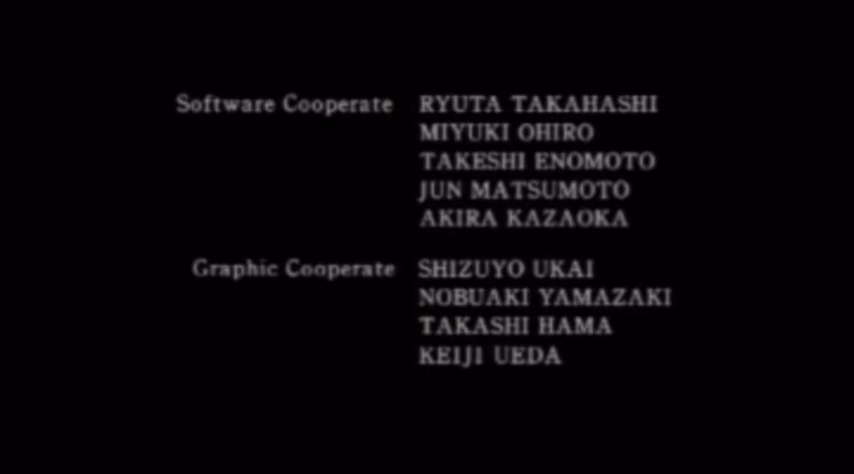 Software Cooperate RYUTA TAKAHASHI
MIYUKI OHIRO
TAKESHI ENOMOTO
JUN MATSUMOTO
AKIRA KAZAOKA
Graphic Cooperate SHIZUYO UKAI
NOBUAKI YAMAZAKI
TAKASHI HAMA
KEIJI UEDA